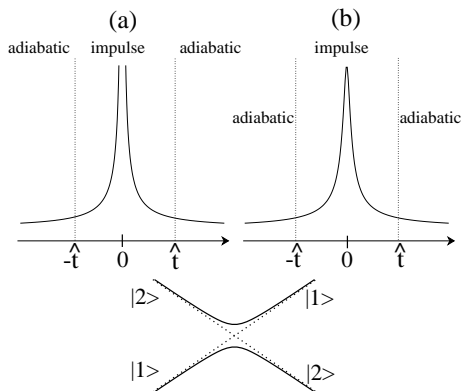 (a)
adiabatic impulse adiabatic
-t̂ 0 t̂
(b)
impulse
adiabatic adiabatic
-t̂ 0 t̂
|2> |1>
|1> |2>